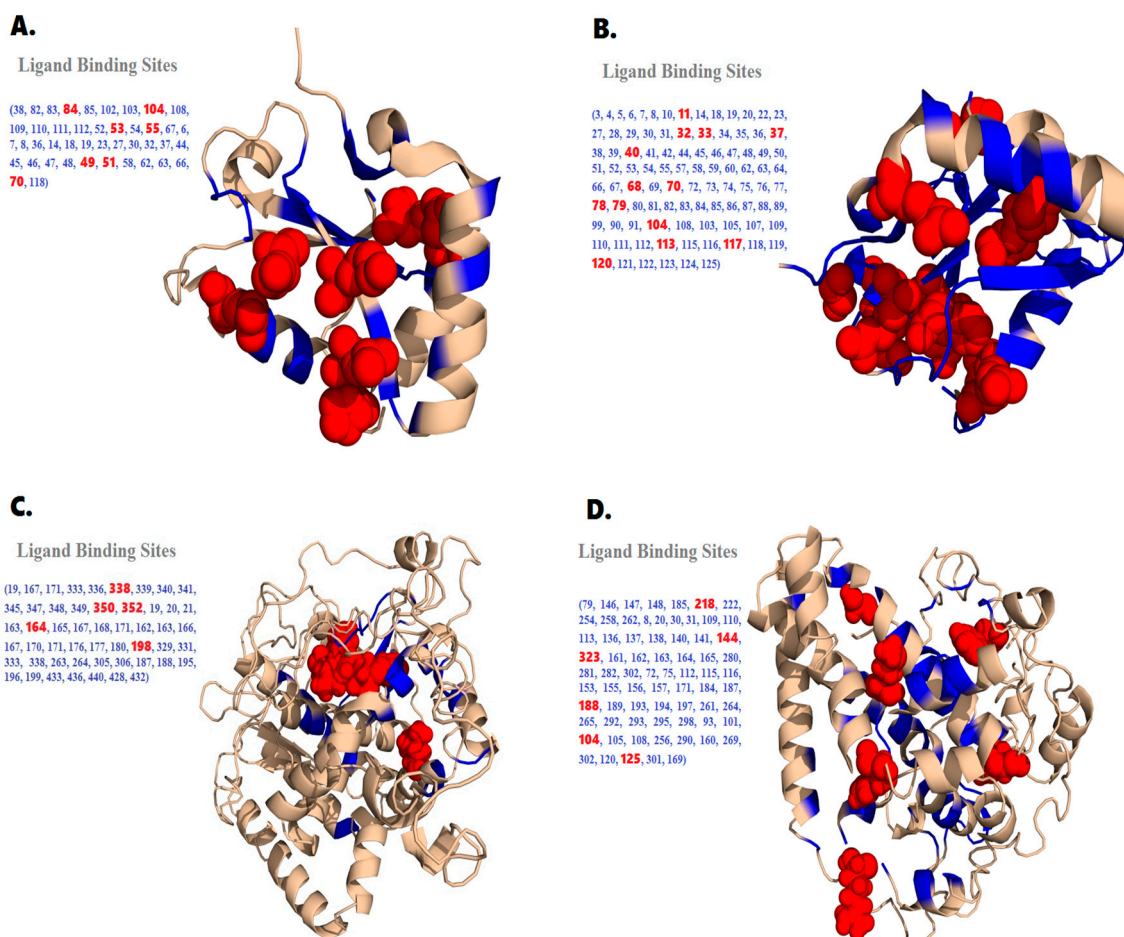 A.
Ligand Binding Sites
(38, 82, 83, 84, 85, 102, 103, 104, 108,
109, 110, 111, 112, 52, 53, 54, 55, 67, 6,
7, 8, 36, 14, 18, 19, 23, 27, 30, 32, 37, 44,
45, 46, 47, 48, 49, 51, 58, 62, 63, 66,
70, 118)
B.
Ligand Binding Sites
(3, 4, 5, 6, 7, 8, 10, 11, 14, 18, 19, 20, 22, 23,
27, 28, 29, 30, 31, 32, 33, 34, 35, 36, 37,
38, 39, 40, 41, 42, 44, 45, 46, 47, 48, 49, 50,
51, 52, 53, 54, 55, 57, 58, 59, 60, 62, 63, 64,
66, 67, 68, 69, 70, 72, 73, 74, 75, 76, 77,
78, 79, 80, 81, 82, 83, 84, 85, 86, 87, 88, 89,
99, 90, 91, 104, 108, 103, 105, 107, 109,
110, 111, 112, 113, 115, 116, 117, 118, 119,
120, 121, 122, 123, 124, 125)
C.
Ligand Binding Sites
(19, 167, 171, 333, 336, 338, 339, 340, 341,
345, 347, 348, 349, 350, 352, 19, 20, 21,
163, 164, 165, 167, 168, 171, 162, 163, 166,
167, 170, 171, 176, 177, 180, 198, 329, 331,
333, 338, 263, 264, 305, 306, 187, 188, 195,
196, 199, 433, 436, 440, 428, 432)
D.
Ligand Binding Sites
(79, 146, 147, 148, 185, 218, 222,
254, 258, 262, 8, 20, 30, 31, 109, 110,
113, 136, 137, 138, 140, 141, 144,
323, 161, 162, 163, 164, 165, 280,
281, 282, 302, 72, 75, 112, 115, 116,
153, 155, 156, 157, 171, 184, 187,
188, 189, 193, 194, 197, 261, 264,
265, 292, 293, 295, 298, 93, 101,
104, 105, 108, 256, 290, 160, 269,
302, 120, 125, 301, 169)